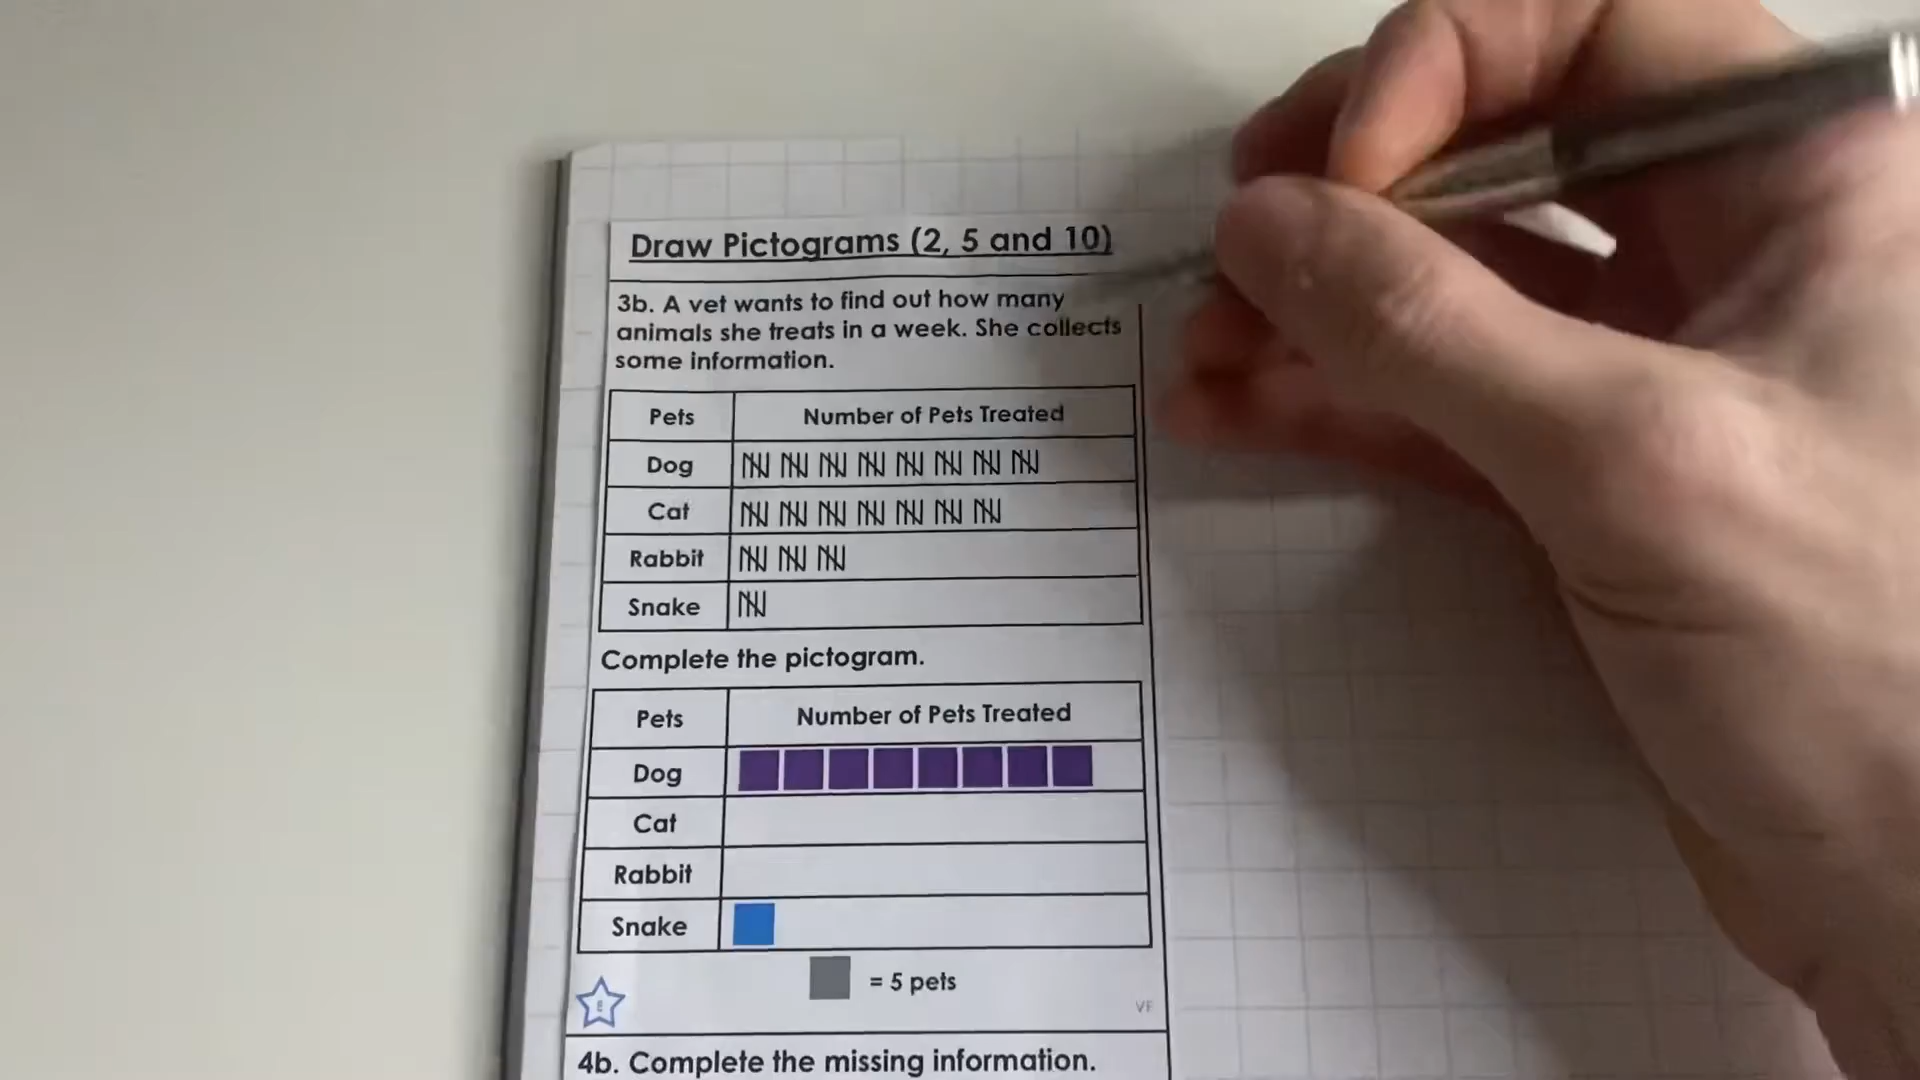 Draw Pictograms (2, 5 and 10)
3b. A vet wants to find out how many
animals she treats in a week. She collects
some information.
Pets Number of Pets Treated
Dog
Cat
Rabbit
Snake
Complete the pictogram.
Pets Number of Pets Treated
Dog
Cat
Rabbit
Snake
= 5 pets
E
VF
4b. Complete the missing information.